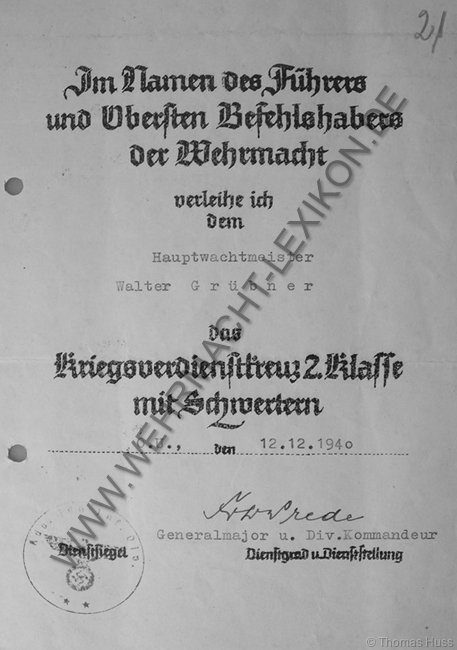 21
Im Namen des Führers
und Obersten Befehlshabers
der Wehrmacht
verleihe ich
dem
Hauptwachtmeister
Walter Grübner
das
Kriegsverdienstkreuz 2. Klasse
mit Schwertern
O.U., den 12.12.1940
Generalmajor u. Div.Kommandeur
Dienstsiegel
Dienstgrad u. Dienststellung
WWW.WEHRMACHT-LEXIKON.DE
© Thomas Huss